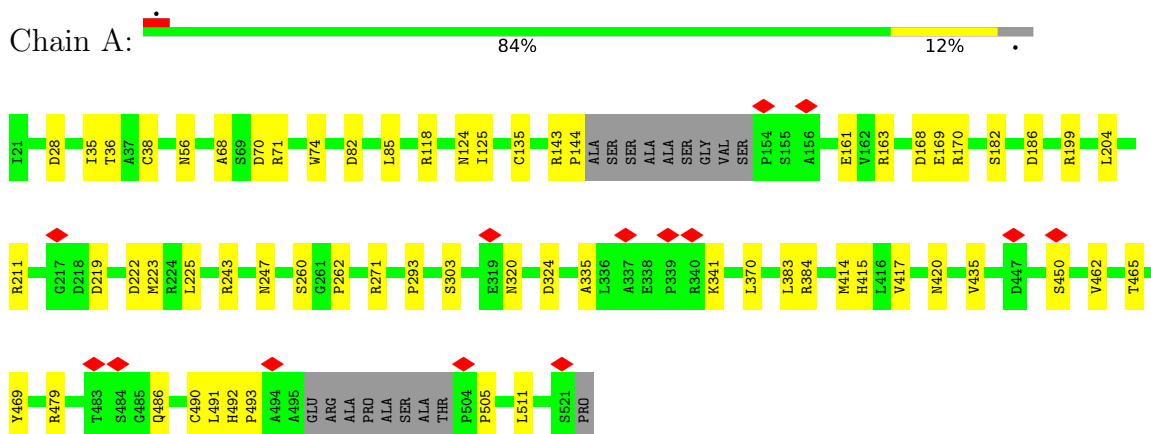 Chain A:
84% 12%
I21 D28 I35 T36 A37 C38 N56 A68 S69 D70 R71 W74 D82 L85 R118 N124 I125 C135 R143 P144 ALA SER SER ALA ALA SER GLY VAL SER P154 S155 A156 E161 V162 R163 D168 E169 R170 S182 D186 R199 L204
R211 G217 D218 D219 D222 M223 R224 L225 R243 N247 S260 G261 P262 R271 P293 S303 E319 N320 D324 A335 L336 A337 E338 P339 R340 K341 L370 L383 R384 M414 H415 L416 V417 N420 V435 D447 S450 V462 T465
Y469 R479 T483 S484 G485 Q486 C490 L491 H492 P493 A494 A495 GLU ARG ALA PRO ALA SER ALA THR P504 P505 L511 S521 PRO